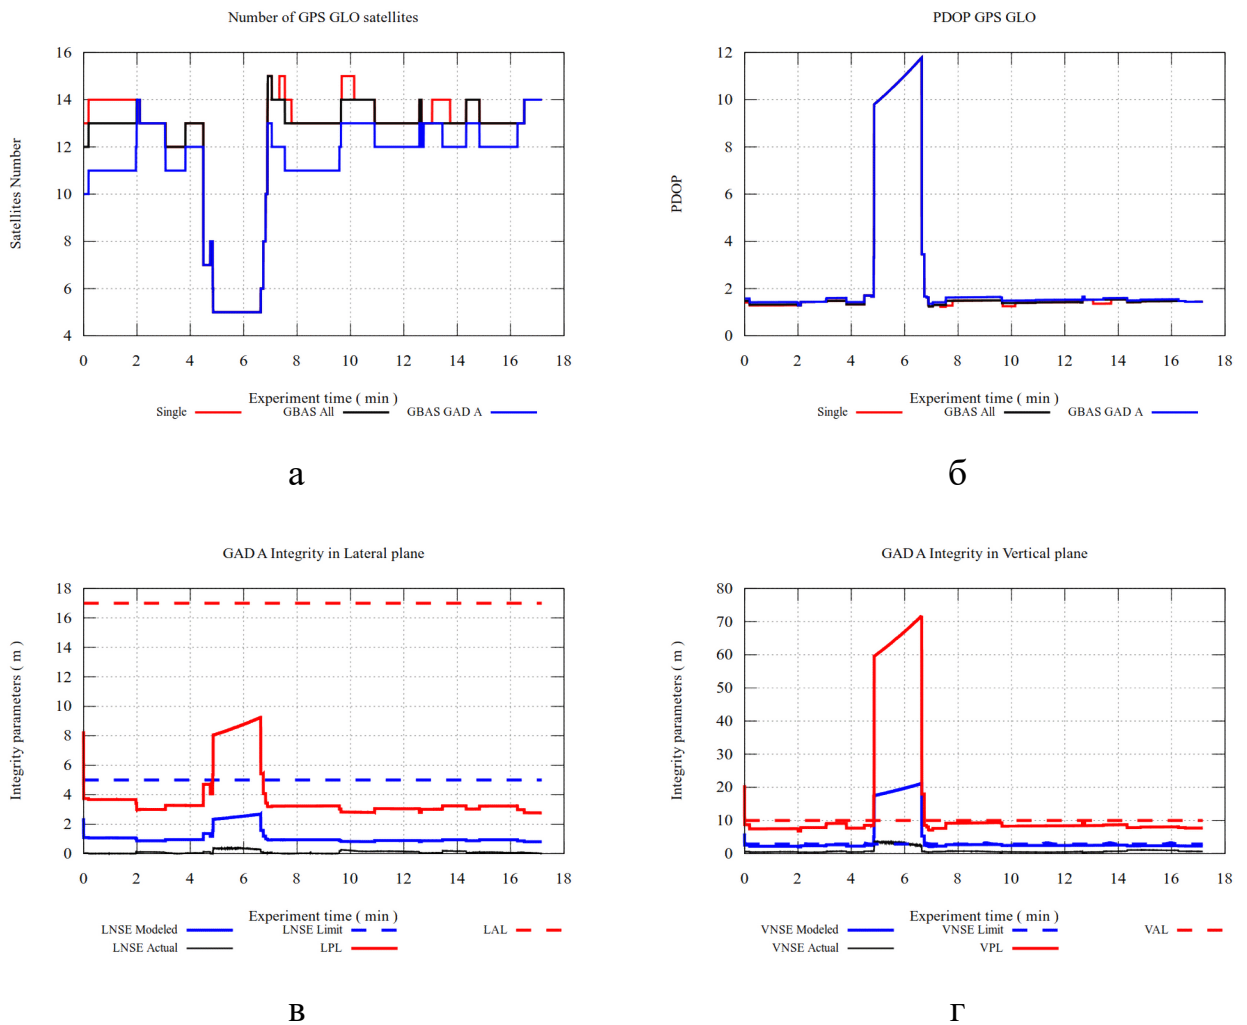 Number of GPS GLO satellites
16
14
12
10
8
6
4
Satellites Number
0 2 4 6 8 10 12 14 16 18
Experiment time ( min )
Single GBAS All GBAS GAD A
а
PDOP GPS GLO
12
10
8
6
4
2
0
PDOP
0 2 4 6 8 10 12 14 16 18
Experiment time ( min )
Single GBAS All GBAS GAD A
б
GAD A Integrity in Lateral plane
18
16
14
12
10
8
6
4
2
0
Integrity parameters ( m )
0 2 4 6 8 10 12 14 16 18
Experiment time ( min )
LNSE Modeled LNSE Limit LAL
LNSE Actual LPL
в
GAD A Integrity in Vertical plane
80
70
60
50
40
30
20
10
0
Integrity parameters ( m )
0 2 4 6 8 10 12 14 16 18
Experiment time ( min )
VNSE Modeled VNSE Limit VAL
VNSE Actual VPL
г